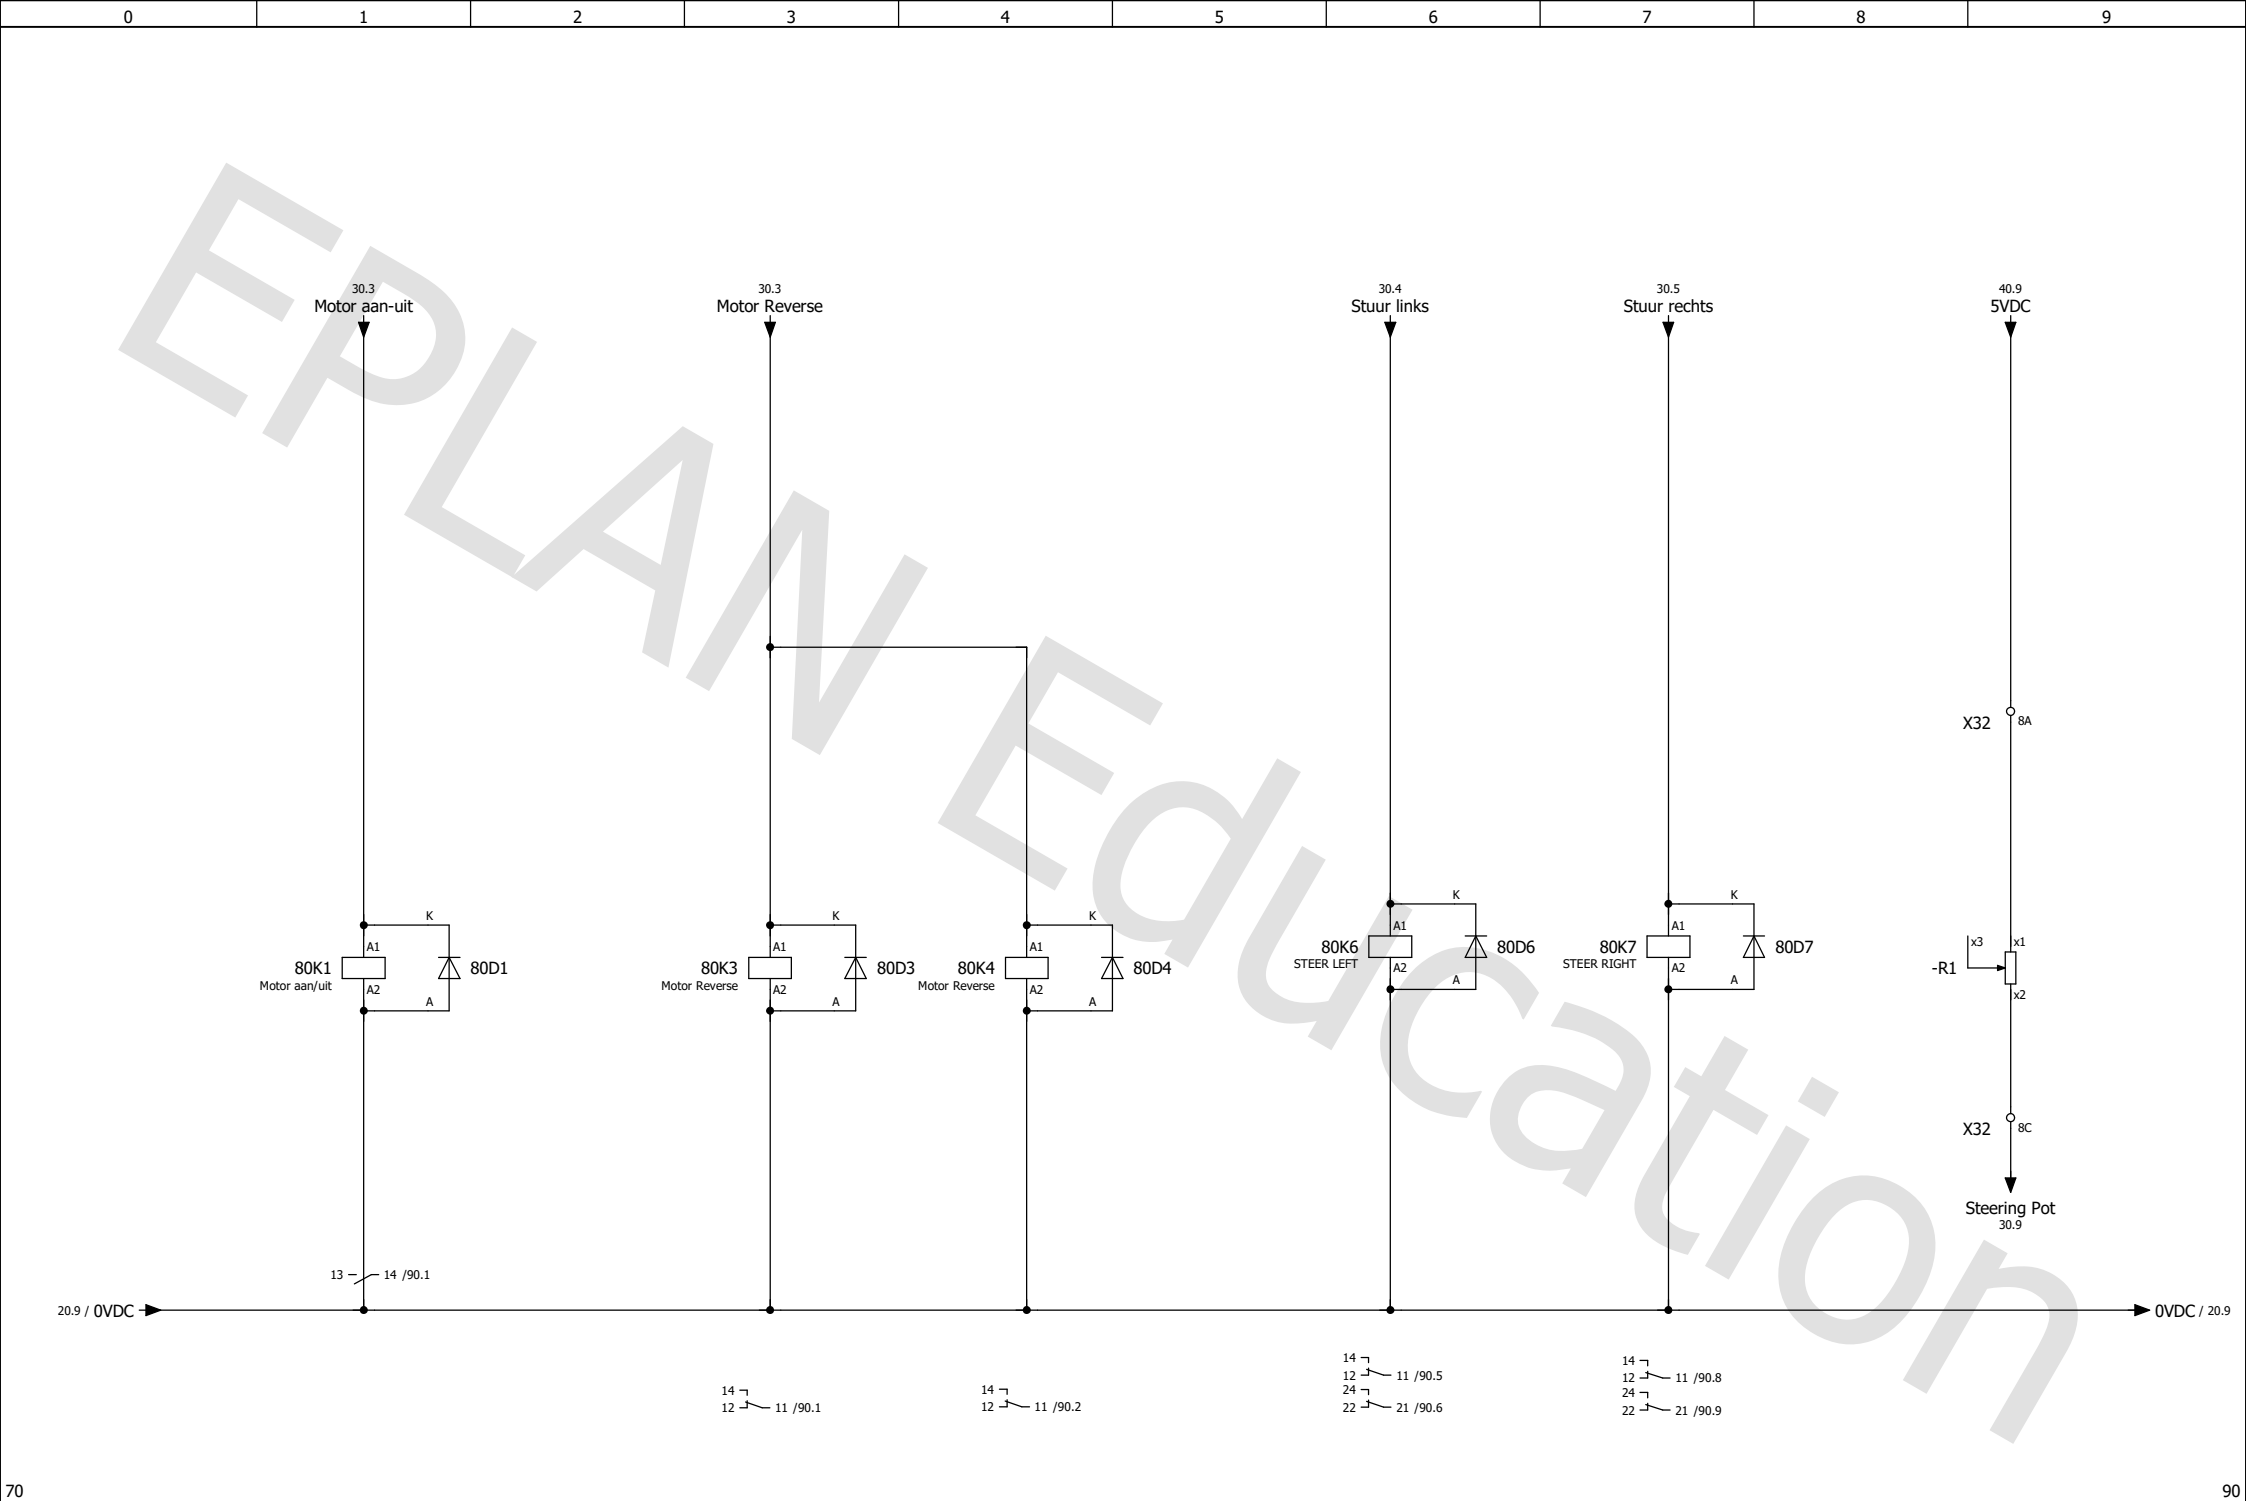 0 1 2 3 4 5 6 7 8 9
EPLAN Education
30.3
Motor aan-uit
30.3
Motor Reverse
30.4
Stuur links
30.5
Stuur rechts
40.9
5VDC
X32 8A
K
A1
80K1
Motor aan/uit
A2
A
80D1
K
A1
80K3
Motor Reverse
A2
A
80D3
K
A1
80K4
Motor Reverse
A2
A
80D4
K
A1
80K6
STEER LEFT
A2
A
80D6
K
A1
80K7
STEER RIGHT
A2
A
80D7
x3 x1
-R1
x2
X32 8C
Steering Pot
30.9
13 14 /90.1
20.9 / 0VDC
0VDC / 20.9
14
12 11 /90.1
14
12 11 /90.2
14
12 11 /90.5
24
22 21 /90.6
14
12 11 /90.8
24
22 21 /90.9
70
90